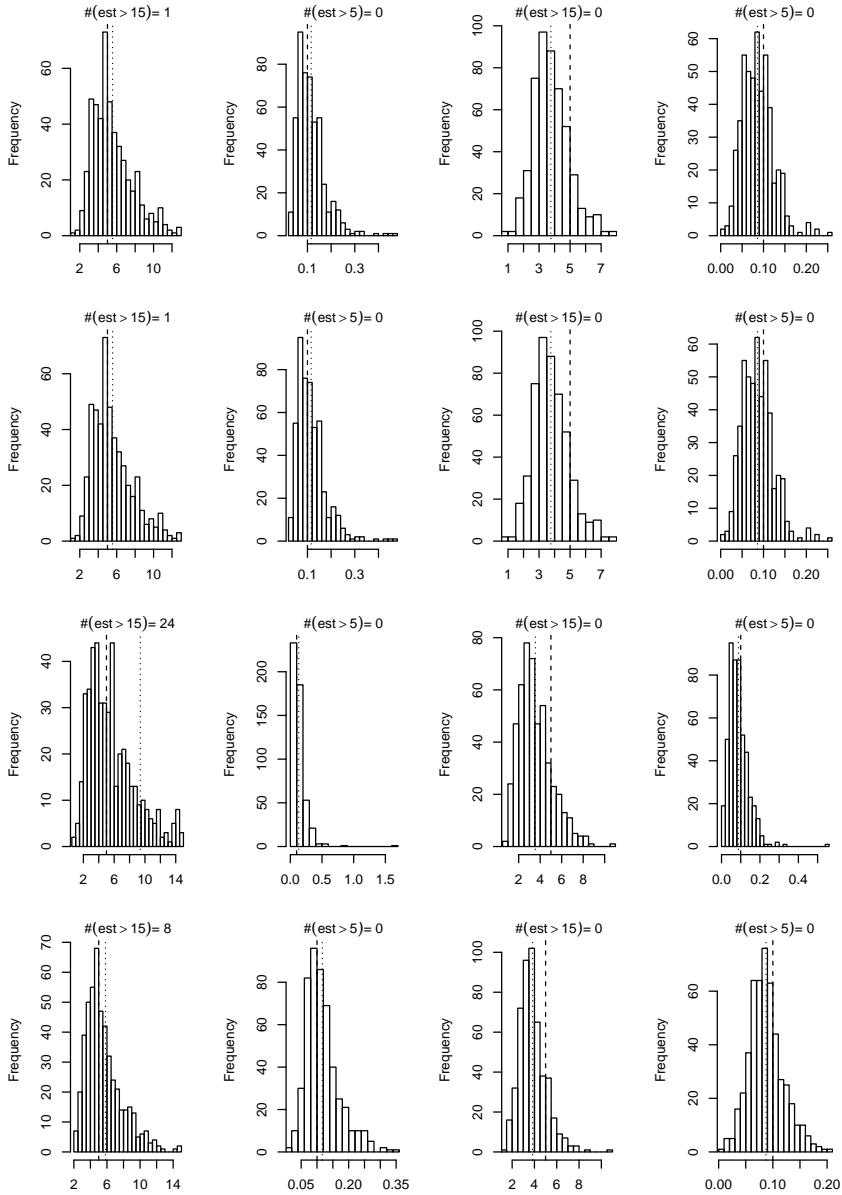 #(est > 15)= 1
#(est > 5)= 0
#(est > 15)= 0
#(est > 5)= 0
Frequency
0 20 40 60
2 6 10
Frequency
0 20 40 60 80
0.1 0.3
Frequency
0 20 40 60 80 100
1 3 5 7
Frequency
0 10 20 30 40 50 60
0.00 0.10 0.20
#(est > 15)= 1
#(est > 5)= 0
#(est > 15)= 0
#(est > 5)= 0
Frequency
0 20 40 60
2 6 10
Frequency
0 20 40 60 80
0.1 0.3
Frequency
0 20 40 60 80 100
1 3 5 7
Frequency
0 10 20 30 40 50 60
0.00 0.10 0.20
#(est > 15)= 24
#(est > 5)= 0
#(est > 15)= 0
#(est > 5)= 0
Frequency
0 10 20 30 40
2 6 10 14
Frequency
0 50 100 150 200
0.0 0.5 1.0 1.5
Frequency
0 20 40 60 80
2 4 6 8
Frequency
0 20 40 60 80
0.0 0.2 0.4
#(est > 15)= 8
#(est > 5)= 0
#(est > 15)= 0
#(est > 5)= 0
Frequency
0 10 20 30 40 50 60 70
2 4 6 8 10 14
Frequency
0 20 40 60 80
0.05 0.20 0.35
Frequency
0 20 40 60 80 100
2 4 6 8
Frequency
0 20 40 60
0.00 0.10 0.20